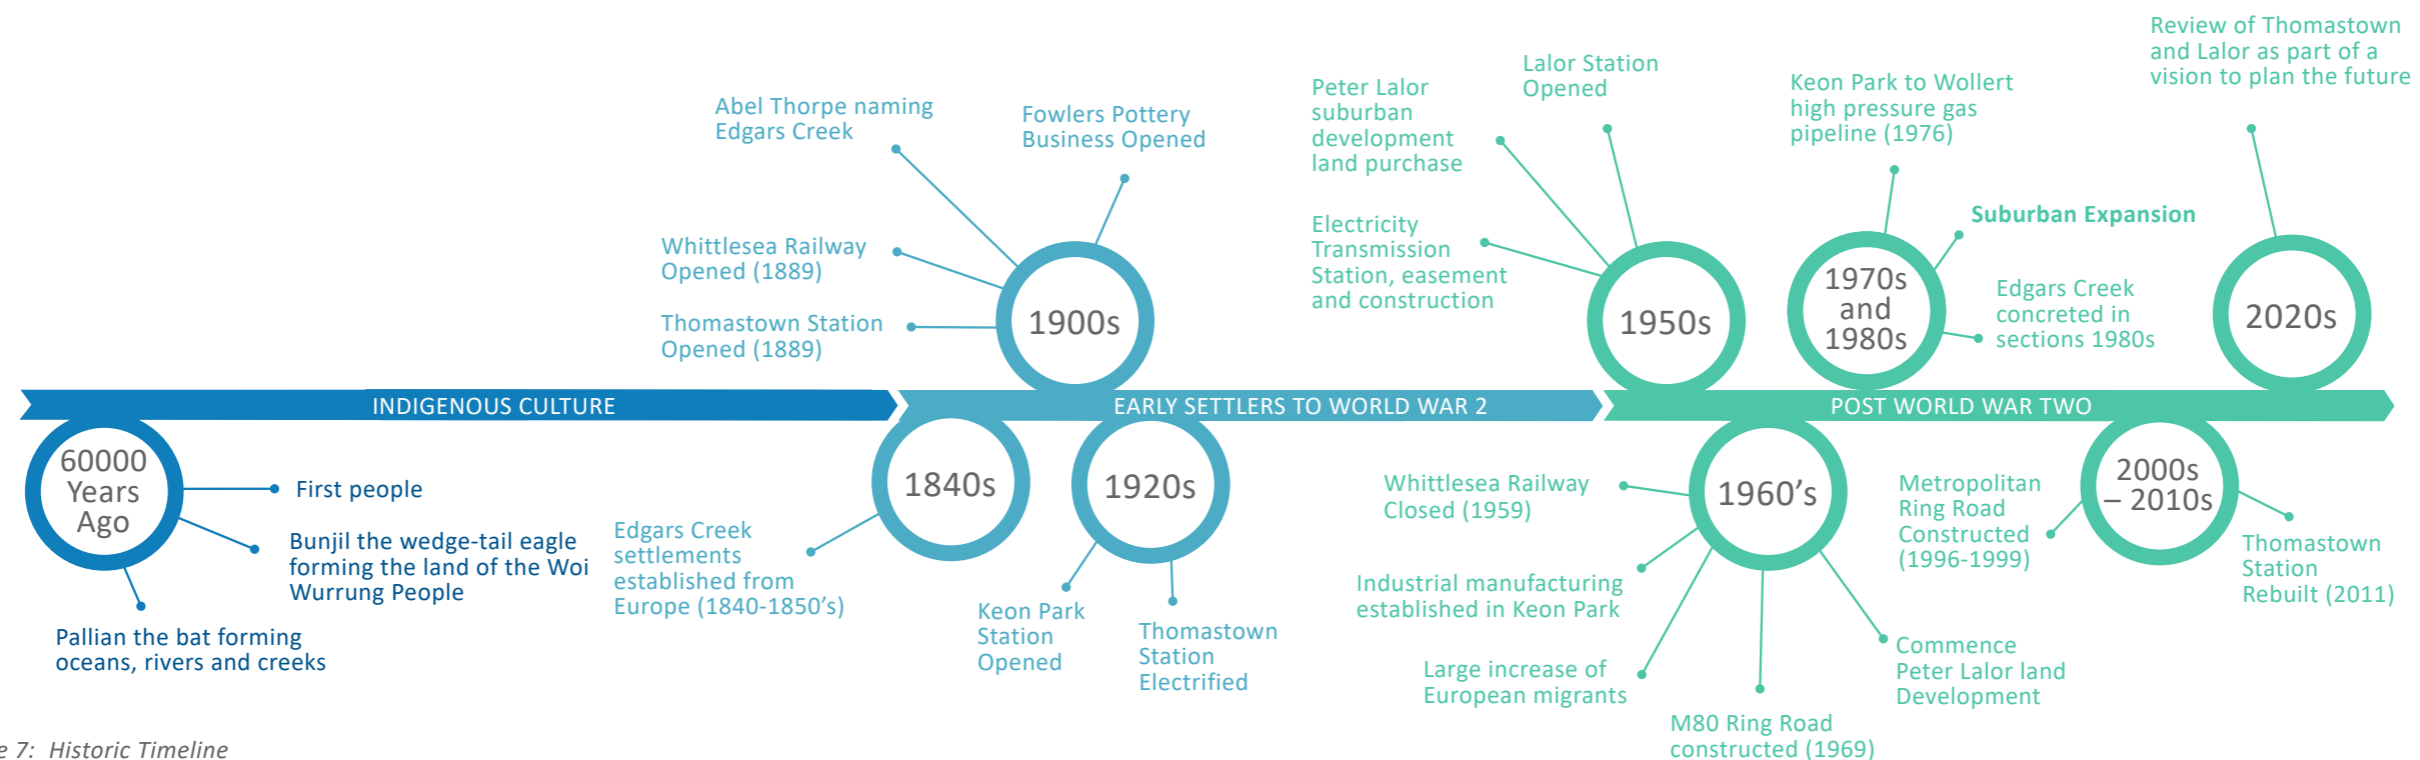 Abel Thorpe naming
Edgars Creek
Fowlers Pottery
Business Opened
Whittlesea Railway
Opened (1889)
Thomastown Station
Opened (1889)
1900s
Peter Lalor
suburban
development
land purchase
Lalor Station
Opened
Electricity
Transmission
Station, easement
and construction
1950s
Keon Park to Wollert
high pressure gas
pipeline (1976)
Suburban Expansion
Edgars Creek
concreted in
sections 1980s
1970s
and
1980s
Review of Thomastown
and Lalor as part of a
vision to plan the future
2020s
INDIGENOUS CULTURE
EARLY SETTLERS TO WORLD WAR 2
POST WORLD WAR TWO
60000
Years
Ago
First people
Bunjil the wedge-tail eagle
forming the land of the Woi
Wurrung People
Pallian the bat forming
oceans, rivers and creeks
1840s
Edgars Creek
settlements
established from
Europe (1840-1850's)
1920s
Keon Park
Station
Opened
Thomastown
Station
Electrified
1960's
Whittlesea Railway
Closed (1959)
Industrial manufacturing
established in Keon Park
Large increase of
European migrants
M80 Ring Road
constructed (1969)
Commence
Peter Lalor land
Development
2000s
– 2010s
Metropolitan
Ring Road
Constructed
(1996-1999)
Thomastown
Station
Rebuilt (2011)
e 7: Historic Timeline